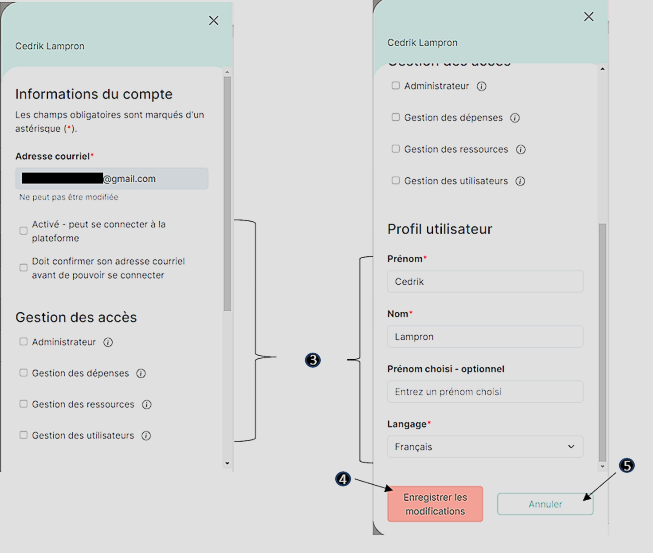 Cedrik Lampron
Informations du compte
Les champs obligatoires sont marqués d'un
astérisque (*).
Adresse courriel*
@gmail.com
Ne peut pas être modifiée
Activé - peut se connecter à la
plateforme
Doit confirmer son adresse courriel
avant de pouvoir se connecter
Gestion des accès
Administrateur
Gestion des dépenses
Gestion des ressources
Gestion des utilisateurs
3
Cedrik Lampron
Gestion des accès
Administrateur
Gestion des dépenses
Gestion des ressources
Gestion des utilisateurs
Profil utilisateur
Prénom*
Cedrik
Nom*
Lampron
Prénom choisi - optionnel
Entrez un prénom choisi
Langage*
Français
4
Enregistrer les
modifications
Annuler
5